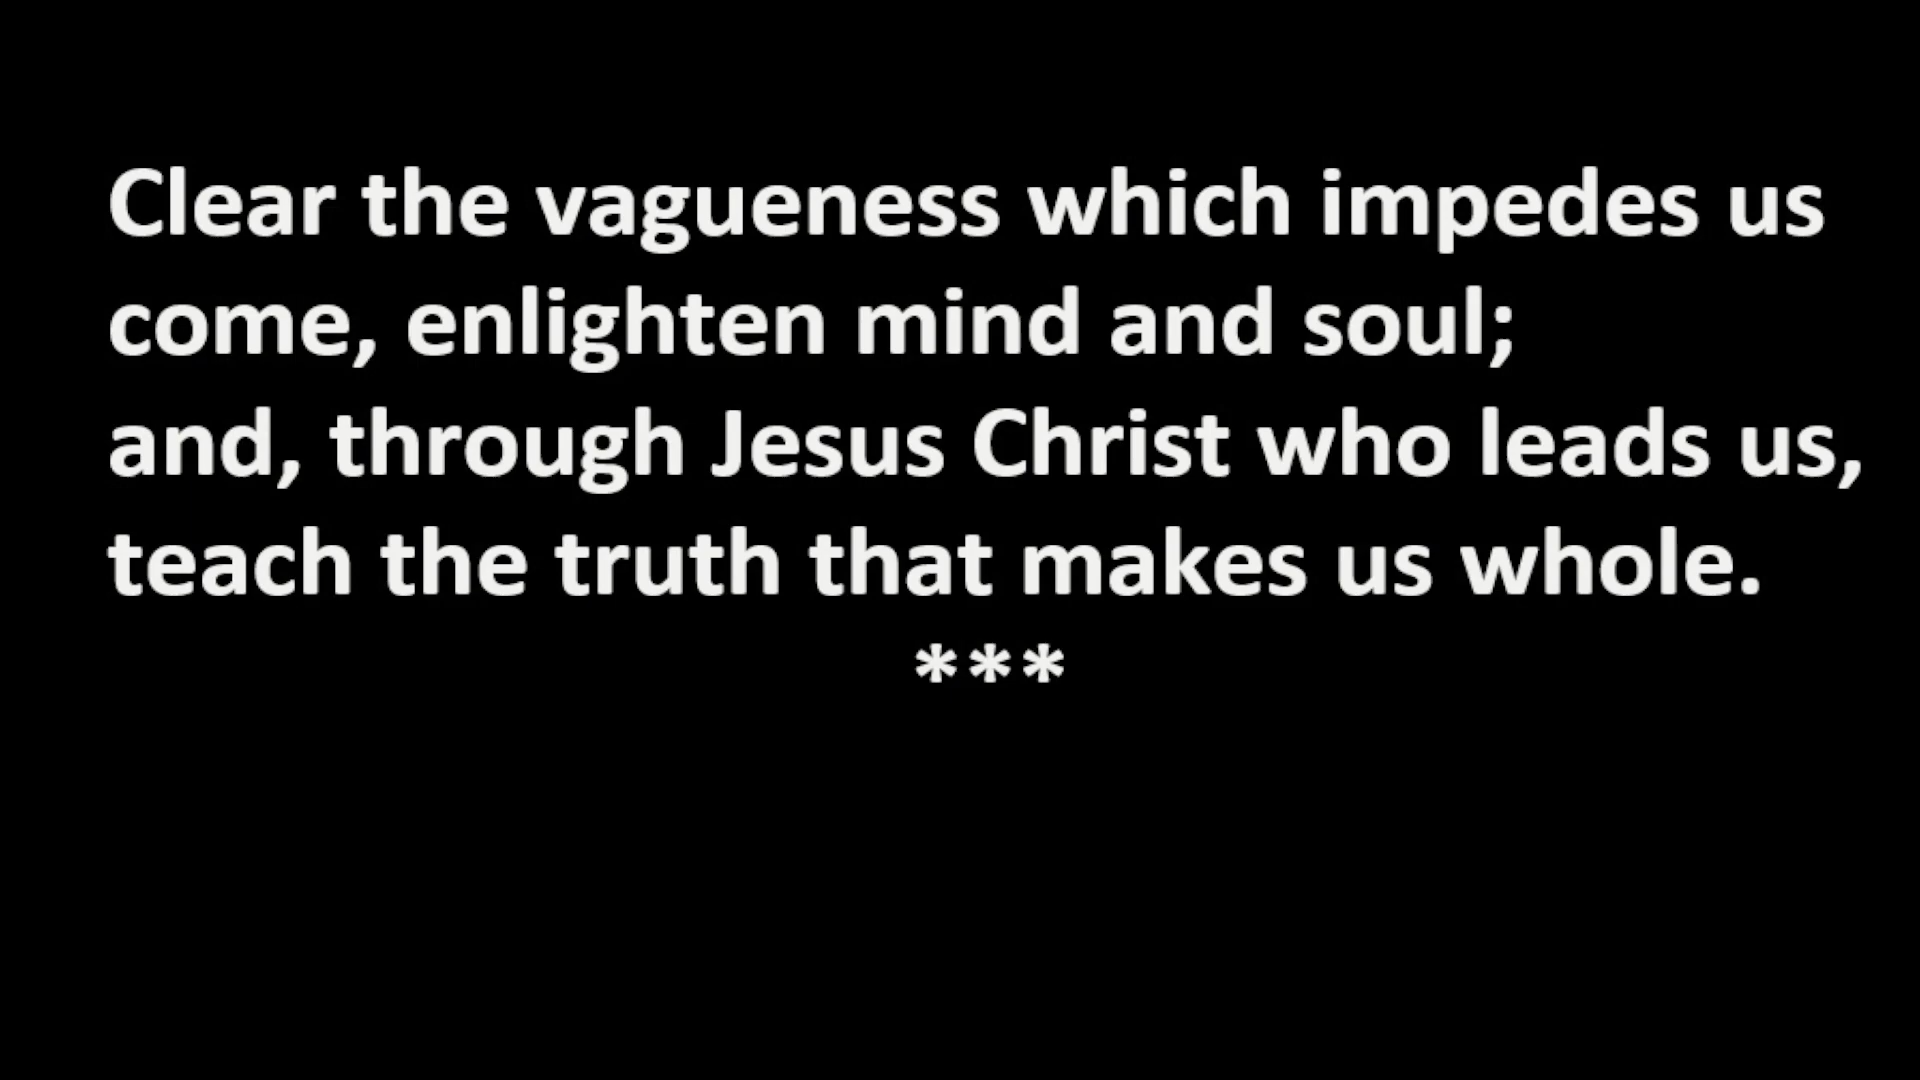 Clear the vagueness which impedes us
come, enlighten mind and soul;
and, through Jesus Christ who leads us,
teach the truth that makes us whole.
***